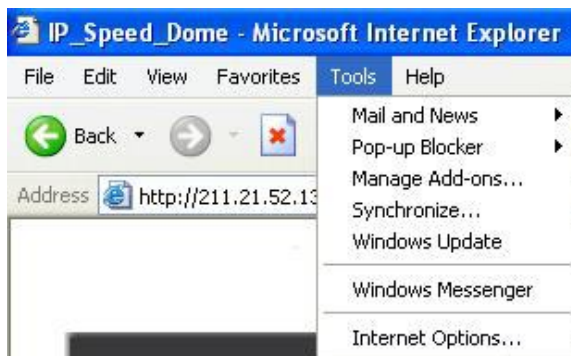 IP_Speed_Dome - Microsoft Internet Explorer
File Edit View Favorites Tools Help
Back
Mail and News
Pop-up Blocker
Manage Add-ons...
Address http://211.21.52.13
Synchronize...
Windows Update
Windows Messenger
Internet Options...